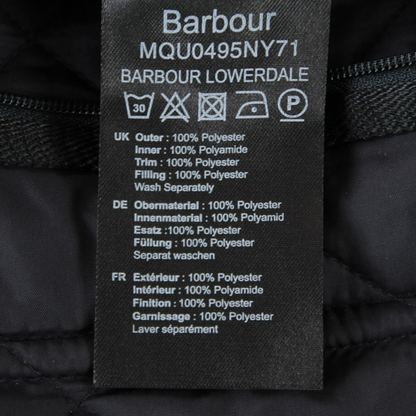 Barbour
MQU0495NY71
BARBOUR LOWERDALE
30 P
UK Outer : 100% Polyester
Inner : 100% Polyamide
Trim : 100% Polyester
Filling : 100% Polyester
Wash Separately
DE Obermaterial : 100% Polyester
Innenmaterial : 100% Polyamid
Esatz : 100% Polyester
Füllung : 100% Polyester
Separat waschen
FR Extérieur : 100% Polyester
Intérieur : 100% Polyamide
Finition : 100% Polyester
Garnissage : 100% Polyester
Laver séparément